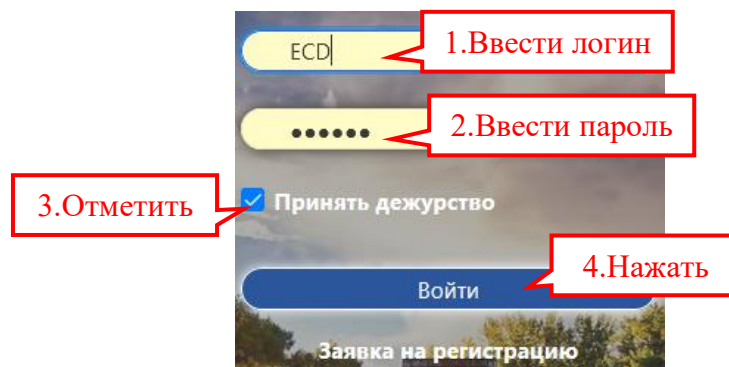 ECD
1.Ввести логин
••••••
2.Ввести пароль
3.Отметить
Принять дежурство
4.Нажать
Войти
Заявка на регистрацию